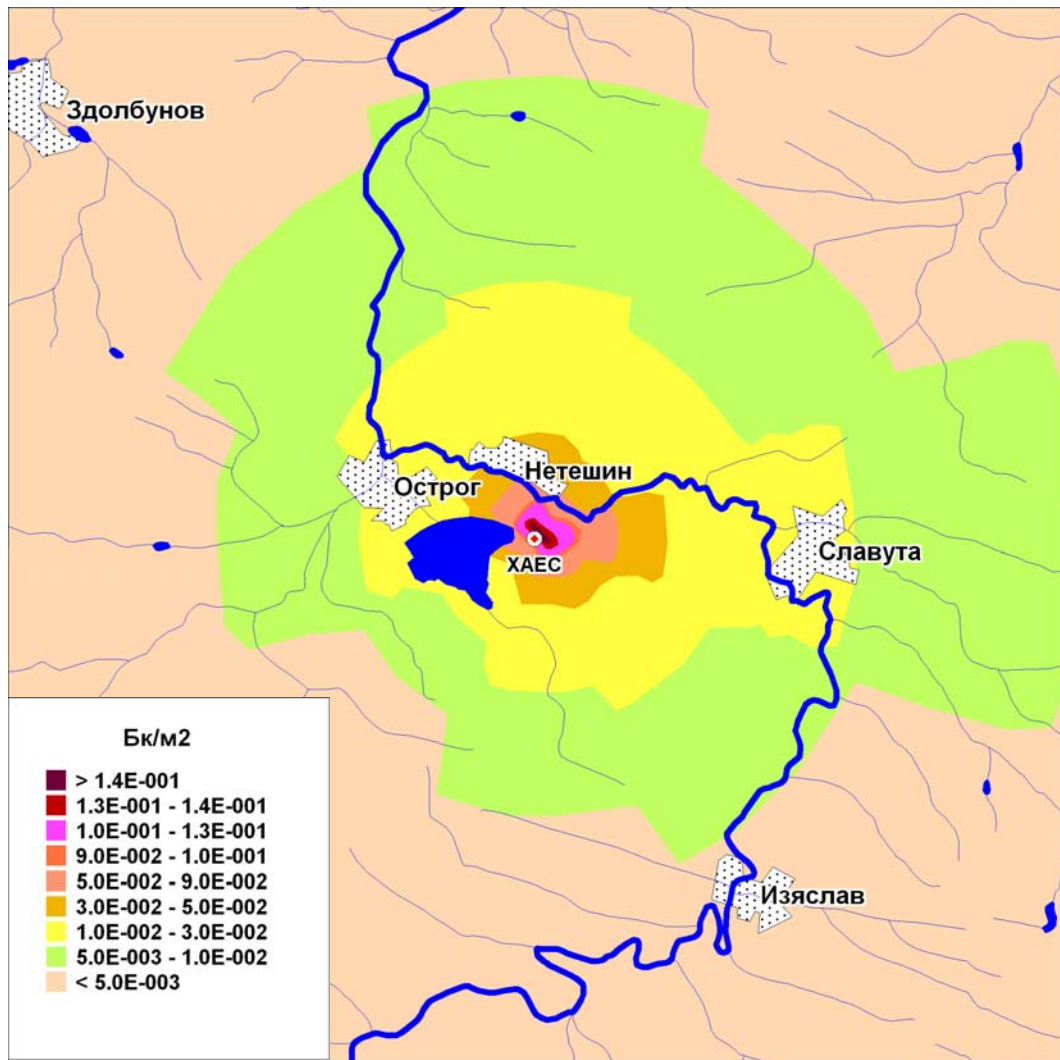 Здолбунов
Нетешин
Острог
Славута
ХАЕС
Изяслав
Бк/м2
> 1.4E-001
1.3E-001 - 1.4E-001
1.0E-001 - 1.3E-001
9.0E-002 - 1.0E-001
5.0E-002 - 9.0E-002
3.0E-002 - 5.0E-002
1.0E-002 - 3.0E-002
5.0E-003 - 1.0E-002
< 5.0E-003